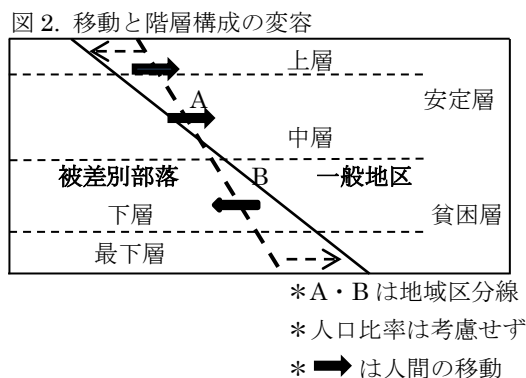 図 2. 移動と階層構成の変容
上層
A
安定層
中層
被差別部落
B
一般地区
下層
貧困層
最下層
＊A・B は地域区分線
＊人口比率は考慮せず
＊➡は人間の移動